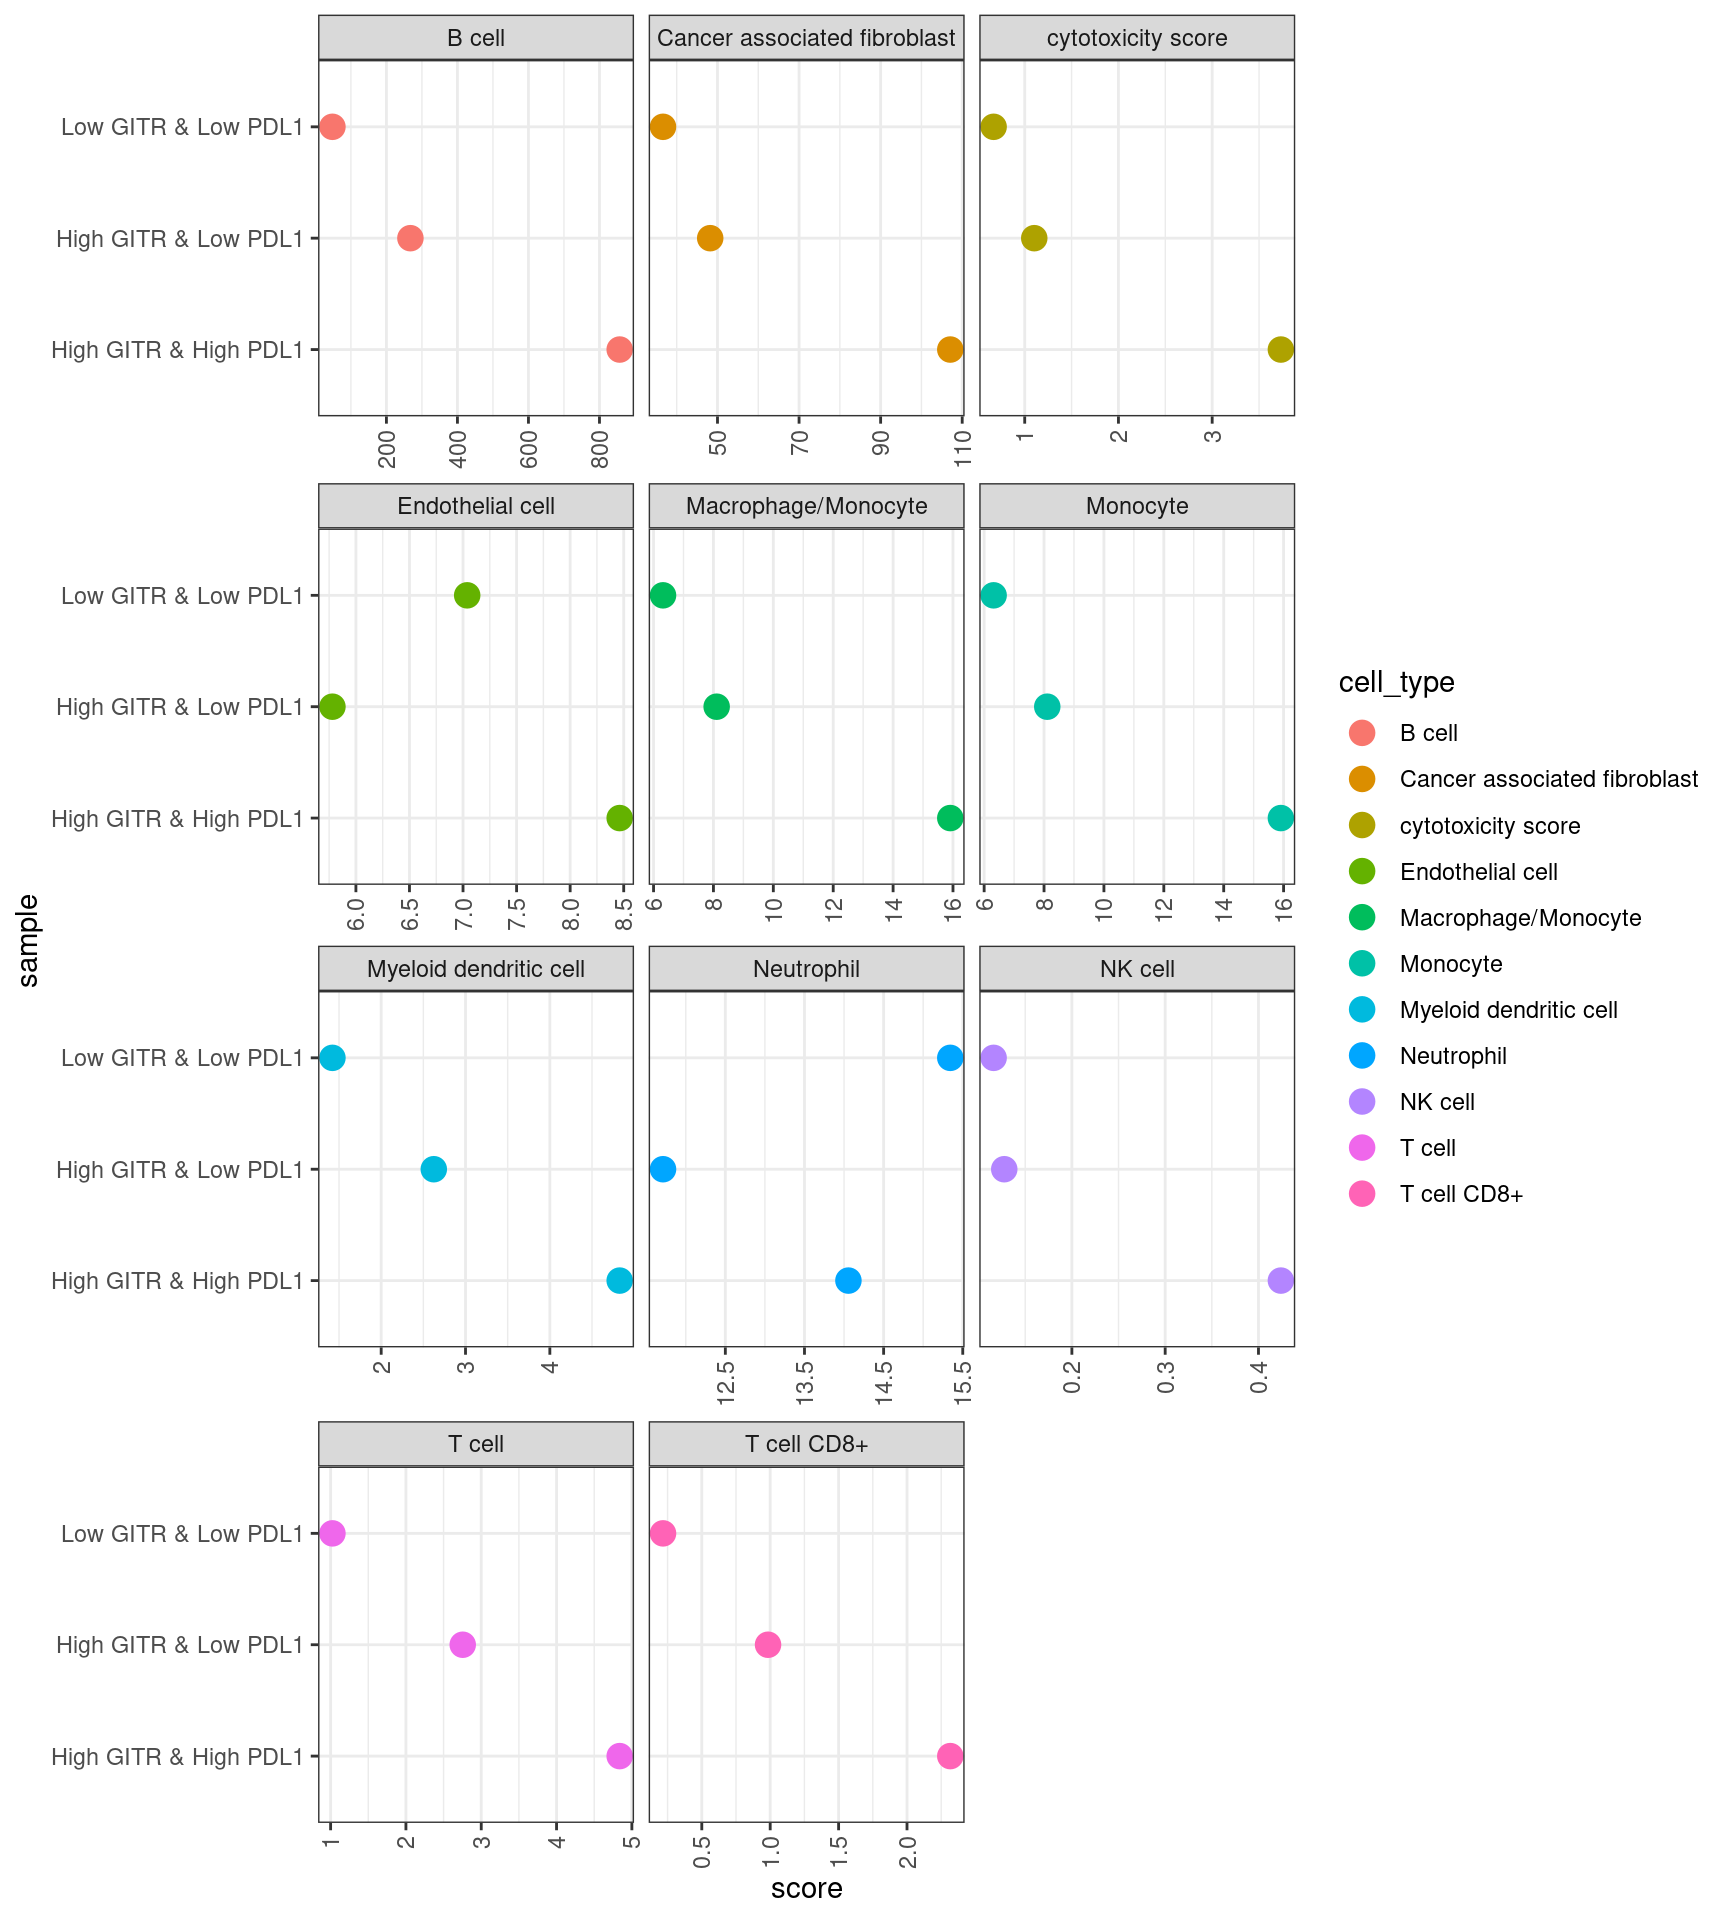 B cell
Cancer associated fibroblast
cytotoxicity score
Low GITR & Low PDL1
High GITR & Low PDL1
High GITR & High PDL1
200 400 600 800
50 70 90 110
1 2 3
Endothelial cell
Macrophage/Monocyte
Monocyte
Low GITR & Low PDL1
High GITR & Low PDL1
High GITR & High PDL1
6.0 6.5 7.0 7.5 8.0 8.5
6 8 10 12 14 16
6 8 10 12 14 16
Myeloid dendritic cell
Neutrophil
NK cell
Low GITR & Low PDL1
High GITR & Low PDL1
High GITR & High PDL1
2 3 4
12.5 13.5 14.5 15.5
0.2 0.3 0.4
T cell
T cell CD8+
Low GITR & Low PDL1
High GITR & Low PDL1
High GITR & High PDL1
1 2 3 4 5
0.5 1.0 1.5 2.0
score
sample
cell_type
B cell
Cancer associated fibroblast
cytotoxicity score
Endothelial cell
Macrophage/Monocyte
Monocyte
Myeloid dendritic cell
Neutrophil
NK cell
T cell
T cell CD8+